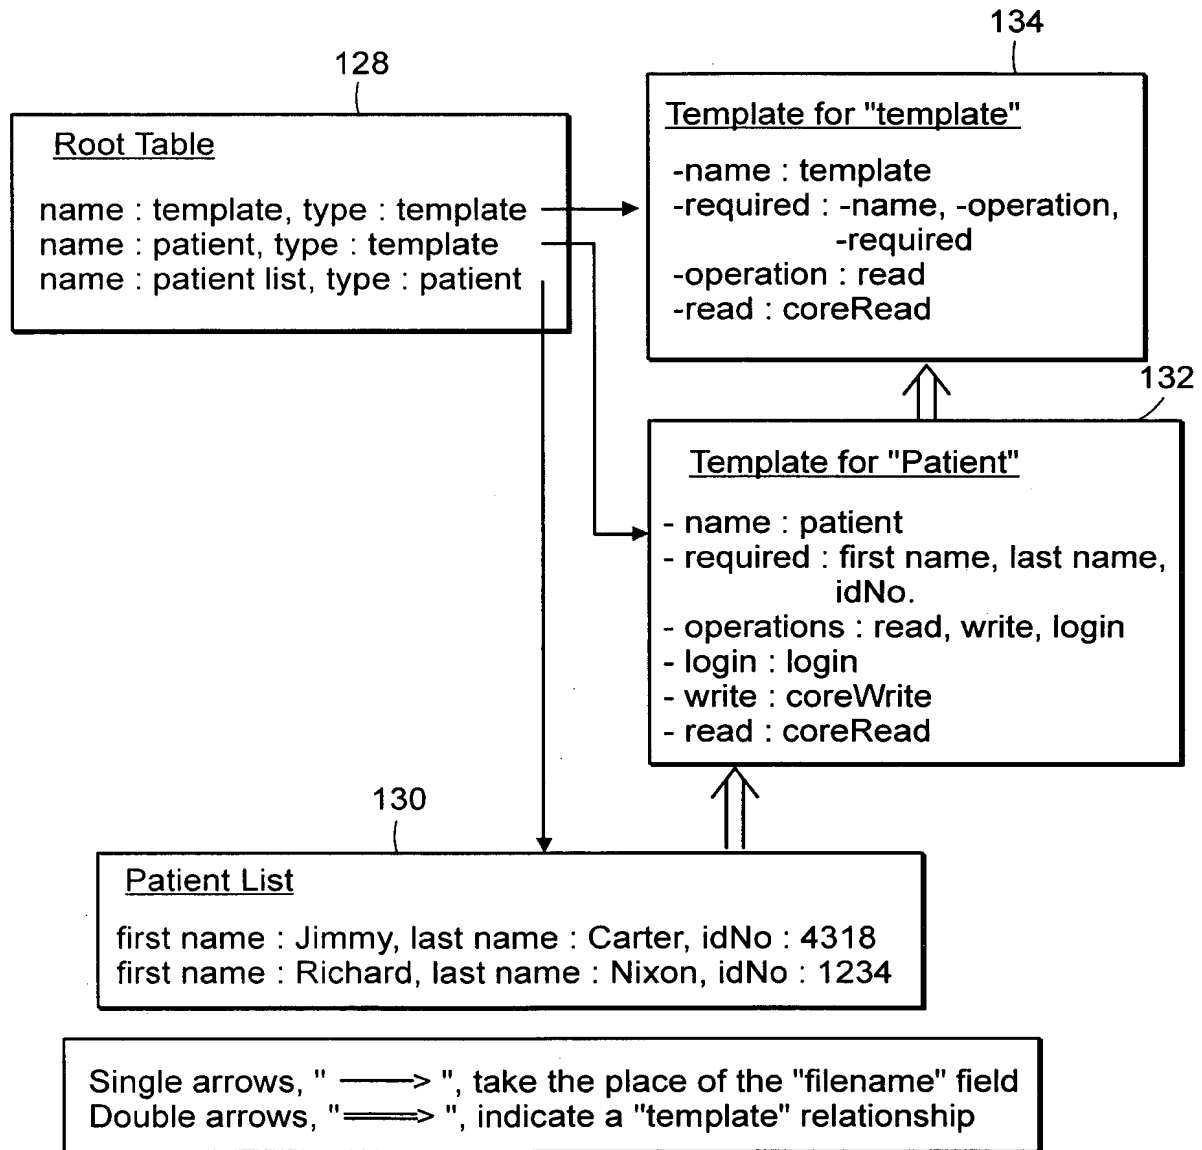 128
Root Table
name : template, type : template
name : patient, type : template
name : patient list, type : patient
134
Template for "template"
-name : template
-required : -name, -operation,
-required
-operation : read
-read : coreRead
132
Template for "Patient"
- name : patient
- required : first name, last name,
idNo.
- operations : read, write, login
- login : login
- write : coreWrite
- read : coreRead
130
Patient List
first name : Jimmy, last name : Carter, idNo : 4318
first name : Richard, last name : Nixon, idNo : 1234
Single arrows, " ——> ", take the place of the "filename" field
Double arrows, "===> ", indicate a "template" relationship